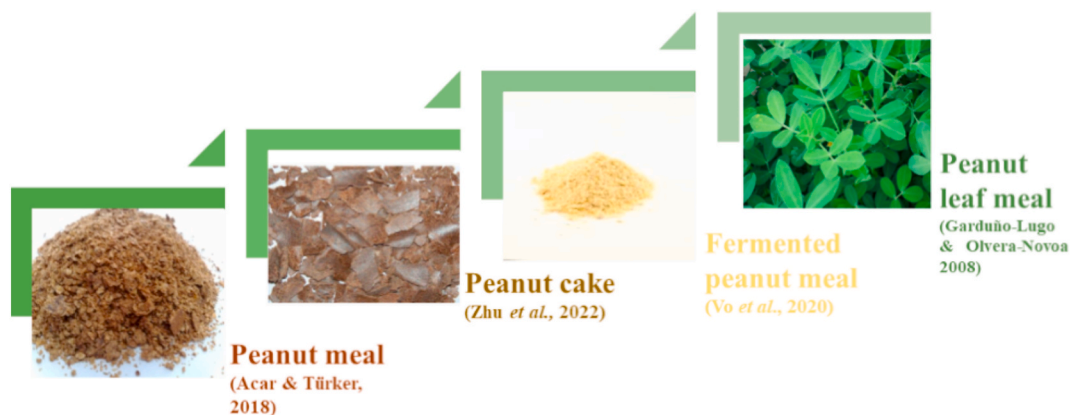 Peanut meal
(Acar & Türker,
2018)
Peanut cake
(Zhu et al., 2022)
Fermented
peanut meal
(Vo et al., 2020)
Peanut
leaf meal
(Garduño-Lugo
& Olvera-Novoa
2008)